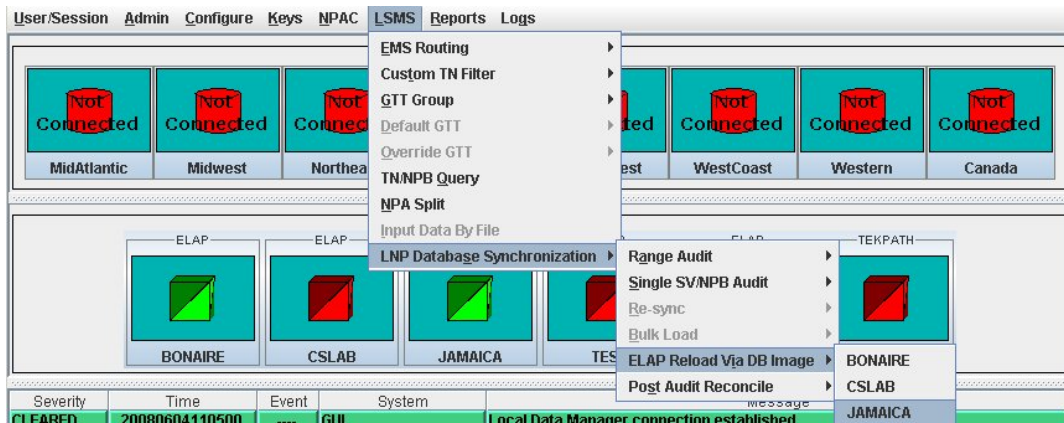 User/Session Admin Configure Keys NPAC LSMS Reports Logs
EMS Routing
Custom TN Filter
GTT Group
Default GTT
Override GTT
TN/NPB Query
NPA Split
Input Data By File
LNP Database Synchronization
Not Connected
Not Connected
Not
Not Connected
Not Connected
Not Connected
MidAtlantic Midwest WestCoast Western Canada
ELAP ELAP TEKPATH
Range Audit
Single SV/NPB Audit
Re-sync
Bulk Load
ELAP Reload Via DB Image
Post Audit Reconcile
BONAIRE
CSLAB
JAMAICA
BONAIRE CSLAB JAMAICA
Severity Time Event System Message
CLEARED 20080604110500 ---- GUI Local Data Manager connection established